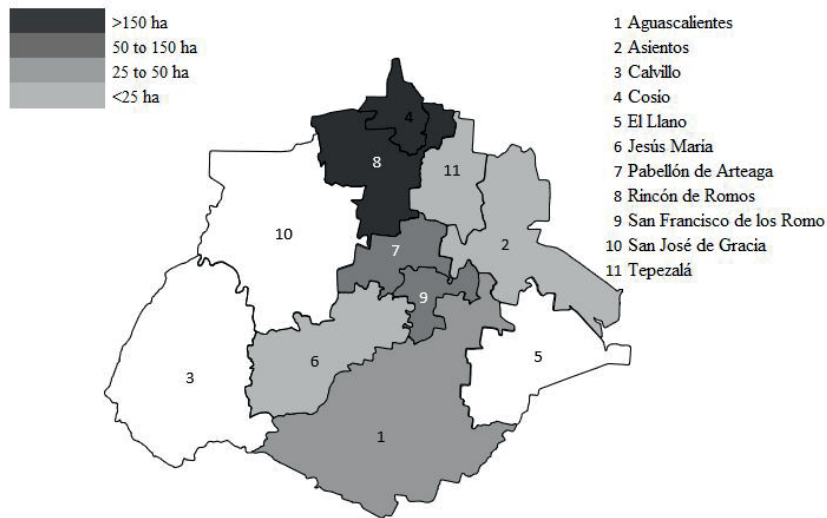 >150 ha
50 to 150 ha
25 to 50 ha
<25 ha
1 Aguascalientes
2 Asientos
3 Calvillo
4 Cosío
5 El Llano
6 Jesús Maria
7 Pabellón de Arteaga
8 Rincón de Romos
9 San Francisco de los Romo
10 San José de Gracia
11 Tepezalá
4
8
11
10
7
2
9
6
5
3
1